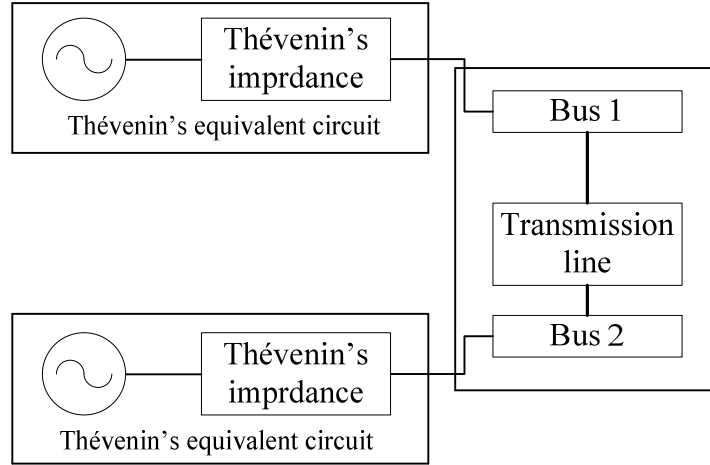 Thévenin's
imprdance
Thévenin's equivalent circuit
Bus 1
Transmission
line
Bus 2
Thévenin's
imprdance
Thévenin's equivalent circuit